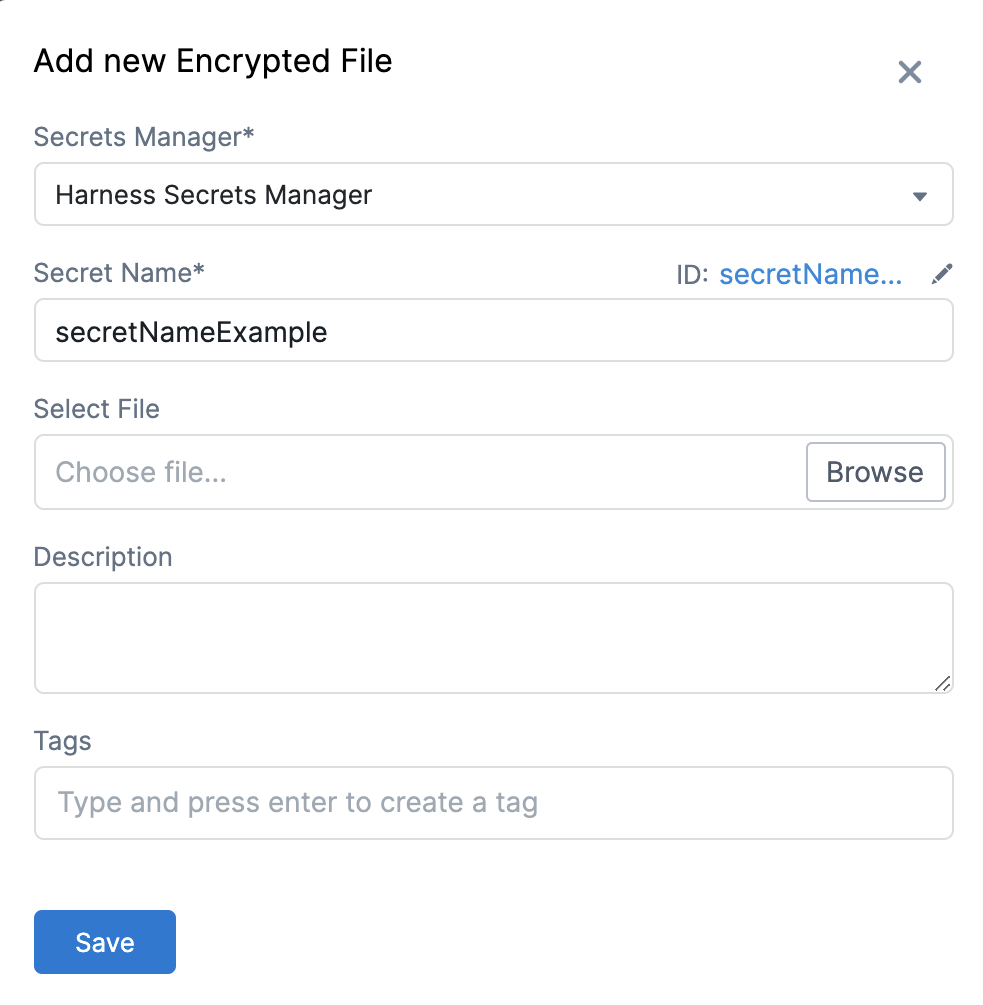 Add new Encrypted File
Secrets Manager*
Harness Secrets Manager
Secret Name*
ID: secretName...
secretNameExample
Select File
Choose file...
Browse
Description
Tags
Type and press enter to create a tag
Save